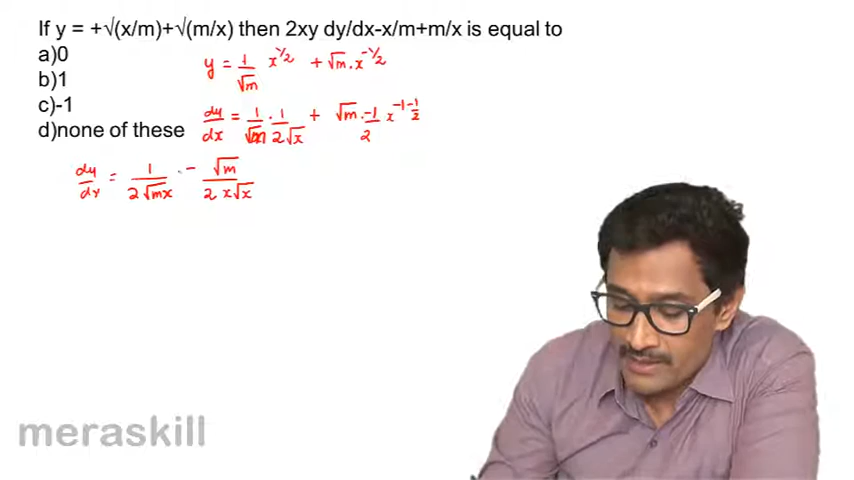 If y = +√(x/m)+√(m/x) then 2xy dy/dx-x/m+m/x is equal to
a)0
b)1
c)-1
d)none of these
y = 1/√m x^1/2 + √m . x^-1/2
dy/dx = 1/√m . 1/2√x + √m . -1/2 x^-1-1/2
dy/dx = 1/2√mx - √m/2 x√x
meraskill